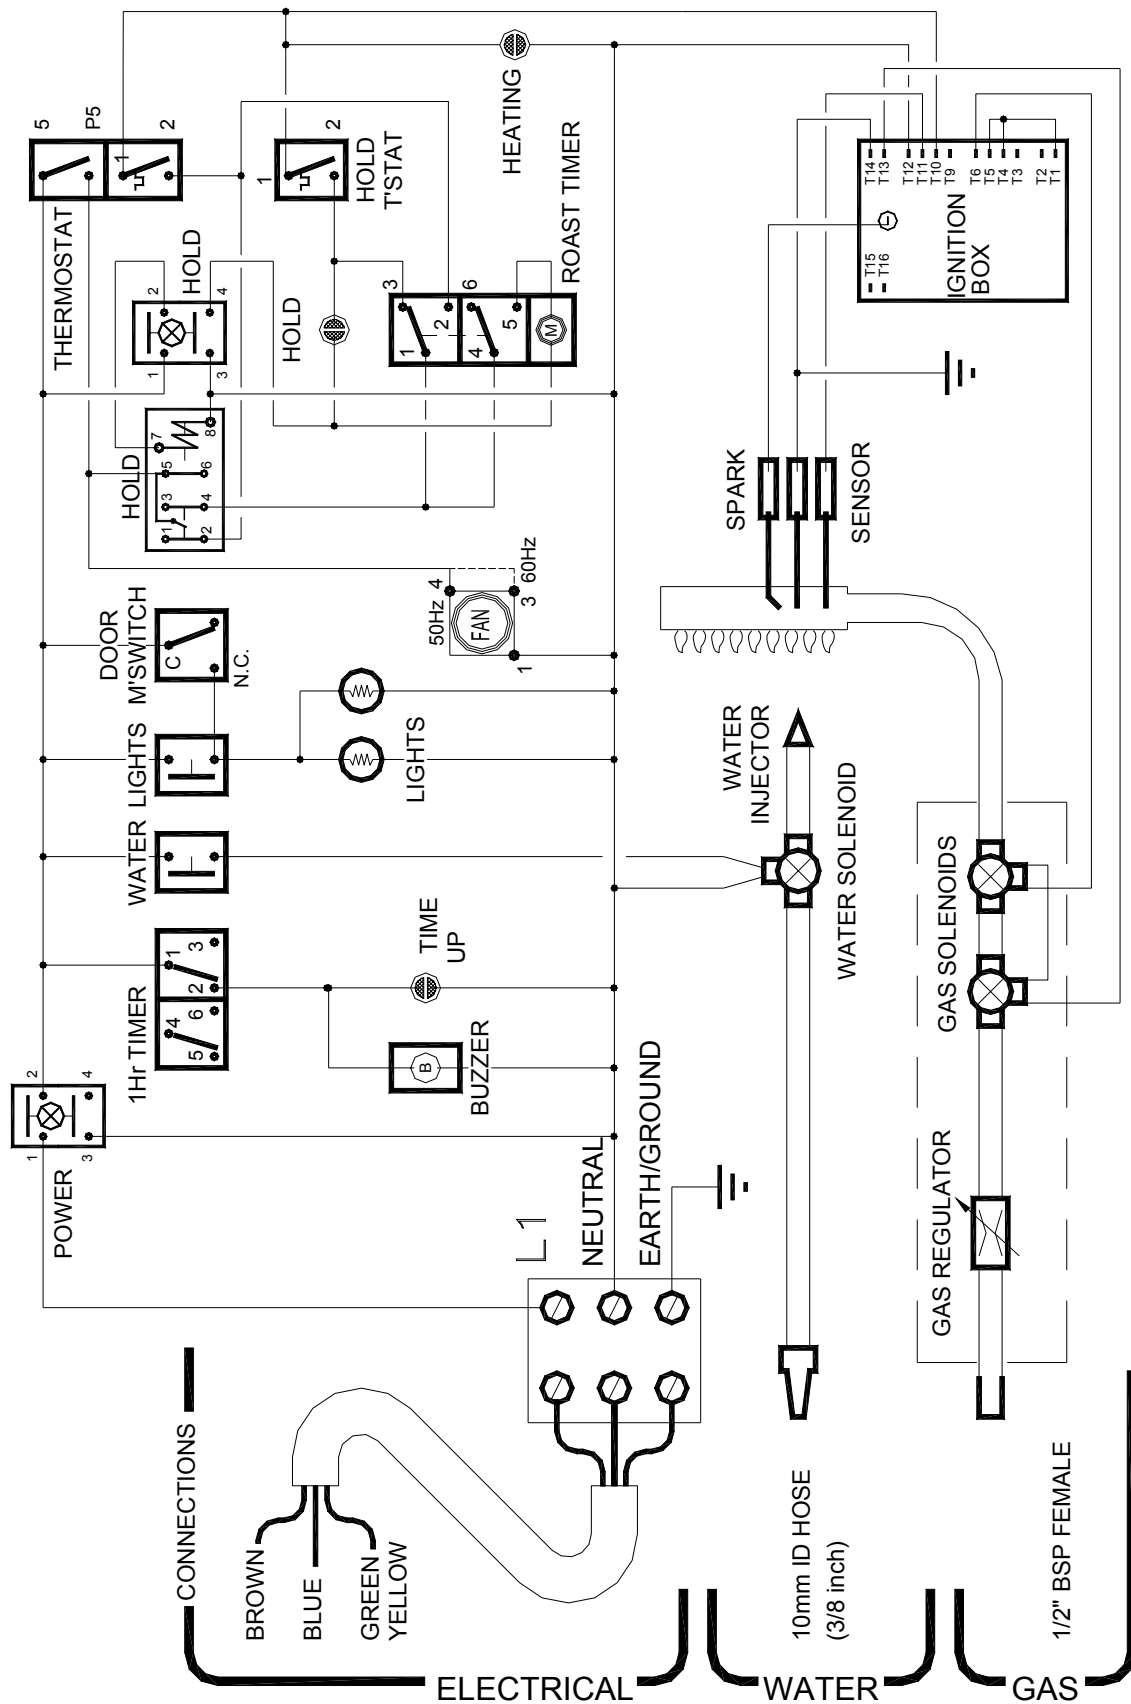 CONNECTIONS
ELECTRICAL
BROWN
BLUE
GREEN
YELLOW
WATER
10mm ID HOSE
(3/8 inch)
GAS
1/2" BSP FEMALE
L1
NEUTRAL
EARTH/GROUND
POWER
1
2
3
4
1Hr TIMER
4
5
6
1
2
3
BUZZER
B
TIME
UP
WATER
LIGHTS
LIGHTS
DOOR
M'SWITCH
C
N.C.
FAN
50Hz
60Hz
4
3
1
HOLD
1
2
3
4
5
6
7
8
HOLD
1
2
3
4
THERMOSTAT
5
P5
1
2
HOLD
HOLD
T'STAT
1
2
ROAST TIMER
1
2
3
4
5
6
M
HEATING
WATER
INJECTOR
WATER SOLENOID
GAS REGULATOR
GAS SOLENOIDS
SPARK
SENSOR
IGNITION
BOX
T15
T16
T14
T13
T12
T11
T10
T9
T6
T5
T4
T3
T2
T1